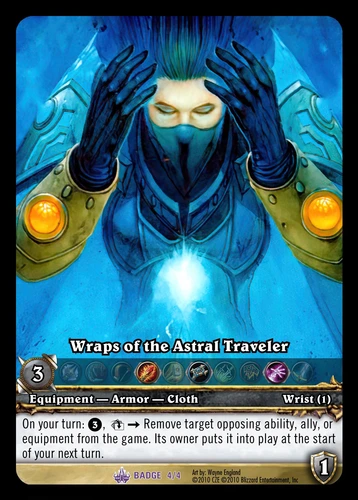 Wraps of the Astral Traveler
3
Equipment — Armor — Cloth Wrist (1)
On your turn: 3, → Remove target opposing ability, ally, or
equipment from the game. Its owner puts it into play at the start
of your next turn.
BADGE 4/4
Art by: Wayne England
©2010 CZE ©2010 Blizzard Entertainment, Inc.
1